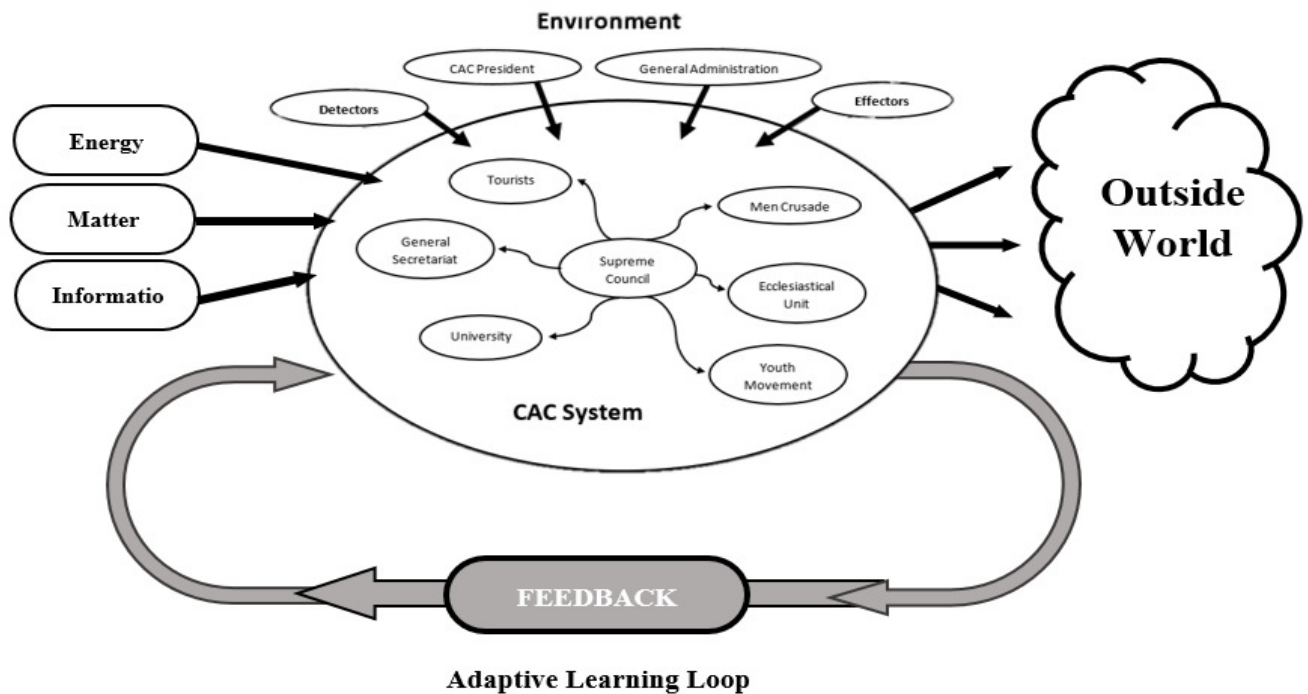 Environment
CAC President
General Administration
Detectors
Effectors
Energy
Matter
Informatio
Tourists
Men Crusade
General
Secretariat
Supreme
Council
Ecclesiastical
Unit
University
Youth
Movement
CAC System
Outside
World
FEEDBACK
Adaptive Learning Loop